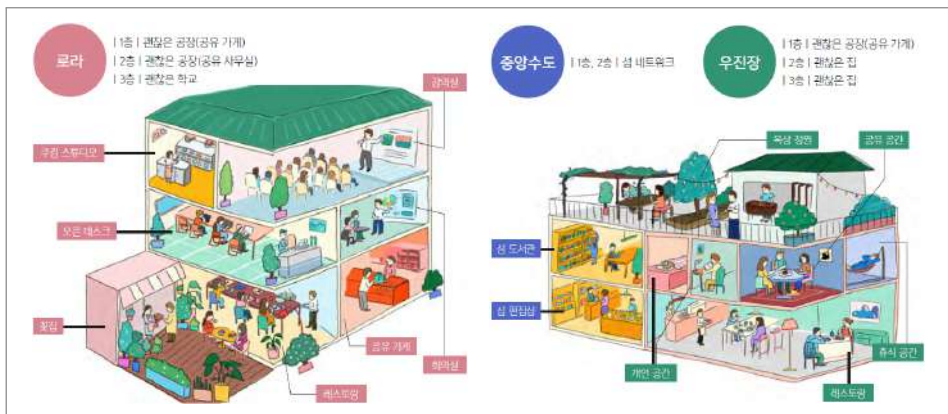 로라
| 1층 | 괜찮은 공장(공유 가게)
| 2층 | 괜찮은 공장(공유 사무실)
| 3층 | 괜찮은 학교
강의실
쿠킹 스튜디오
오픈 데스크
꽃집
공유 가게
회의실
레스토랑
중앙수도
| 1층, 2층 | 섬 네트워크
우진장
| 1층 | 괜찮은 공장(공유 가게)
| 2층 | 괜찮은 집
| 3층 | 괜찮은 집
옥상 정원
공유 공간
섬 도서관
섬 편집샵
개인 공간
휴식 공간
레스토랑